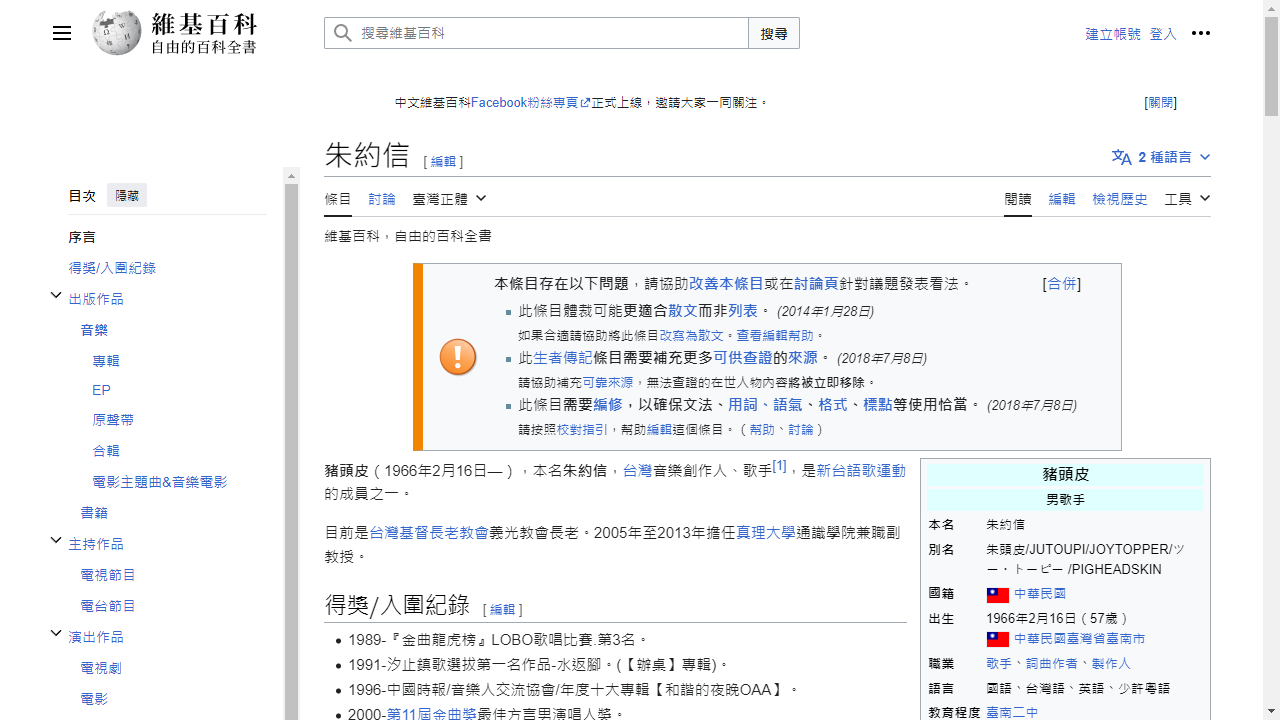 維基百科
自由的百科全書
搜尋維基百科
搜尋
建立帳號 登入
中文維基百科Facebook粉絲專頁正式上線，邀請大家一同關注。
[關閉]
朱約信 [編輯]
2 種語言
目次 隱藏
序言
得獎/入圍紀錄
出版作品
音樂
專輯
EP
原聲帶
合輯
電影主題曲&音樂電影
書籍
主持作品
電視節目
電台節目
演出作品
電視劇
電影
條目 討論 臺灣正體
閱讀 編輯 檢視歷史 工具
維基百科，自由的百科全書
本條目存在以下問題，請協助改善本條目或在討論頁針對議題發表看法。 [合併]
此條目體裁可能更適合散文而非列表。 (2014年1月28日)
如果合適請協助將此條目改寫為散文。查看編輯幫助。
此生者傳記條目需要補充更多可供查證的來源。 (2018年7月8日)
請協助補充可靠來源，無法查證的在世人物內容將被立即移除。
此條目需要編修，以確保文法、用詞、語氣、格式、標點等使用恰當。 (2018年7月8日)
請按照校對指引，幫助編輯這個條目。（幫助、討論）
豬頭皮（1966年2月16日—），本名朱約信，台灣音樂創作人、歌手[1]，是新台語歌運動
的成員之一。
目前是台灣基督長老教會義光教會長老。2005年至2013年擔任真理大學通識學院兼職副
教授。
得獎/入圍紀錄 [編輯]
1989-『金曲龍虎榜』LOBO歌唱比賽.第3名。
1991-汐止鎮歌選拔第一名作品-水返腳。(【辦桌】專輯)。
1996-中國時報/音樂人交流協會/年度十大專輯【和諧的夜晚OAA】。
2000-第11屆金曲獎最佳方言男演唱人獎。
豬頭皮
男歌手
本名 朱約信
別名 朱頭皮/JUTOUPI/JOYTOPPER/ツ
ー・トーピー /PIGHEADSKIN
國籍 中華民國
出生 1966年2月16日（57歲）
中華民國臺灣省臺南市
職業 歌手、詞曲作者、製作人
語言 國語、台灣語、英語、少許粵語
教育程度 臺南二中